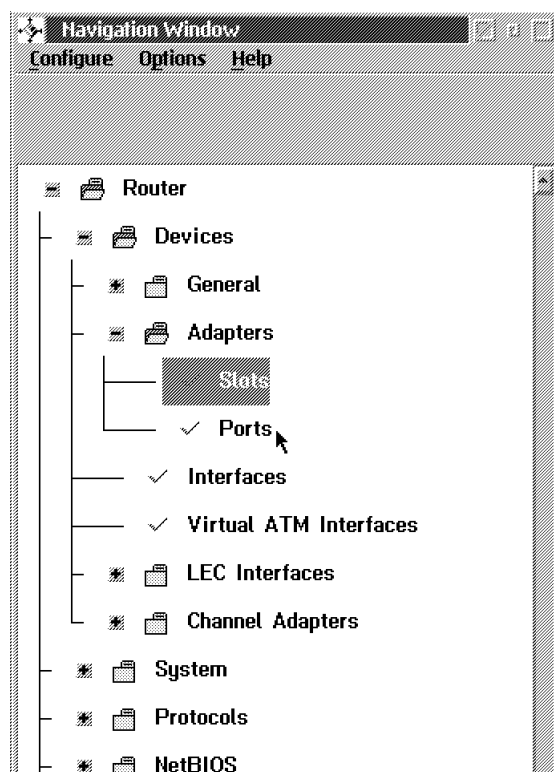 Navigation Window
Configure Options Help
Router
Devices
General
Adapters
Slots
Ports
Interfaces
Virtual ATM Interfaces
LEC Interfaces
Channel Adapters
System
Protocols
NetBIOS